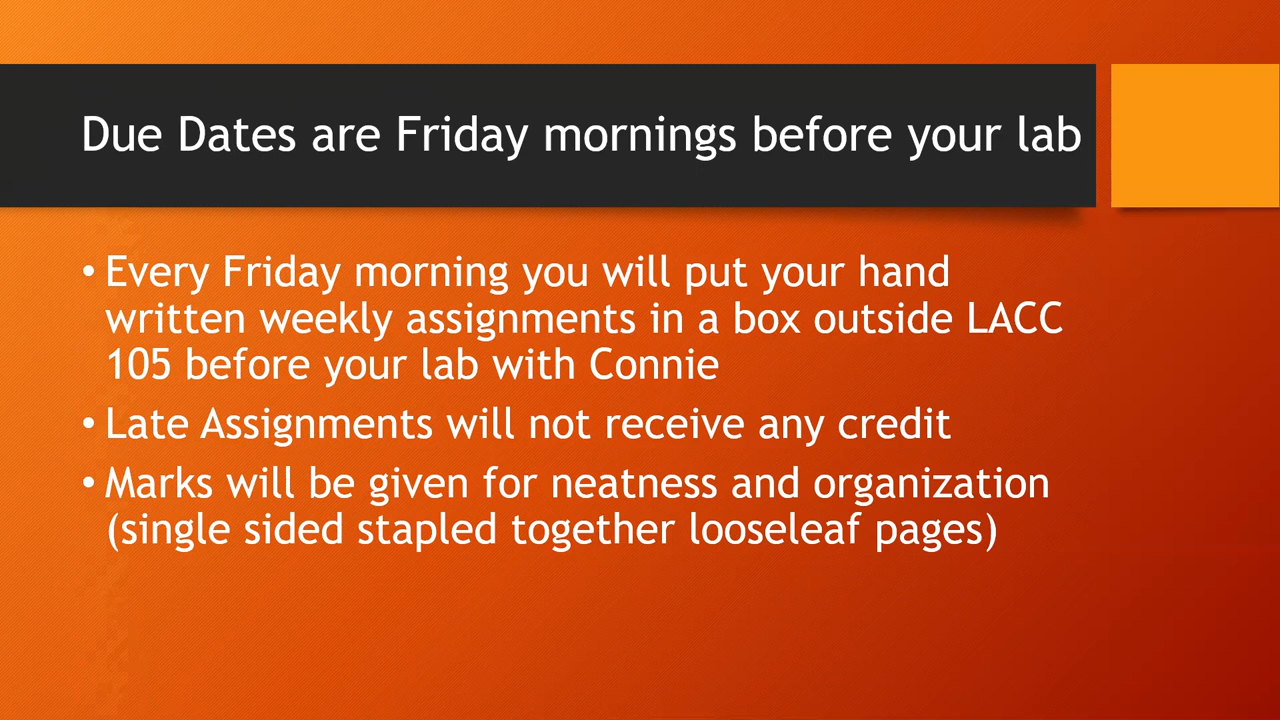 Due Dates are Friday mornings before your lab
• Every Friday morning you will put your hand
written weekly assignments in a box outside LACC
105 before your lab with Connie
• Late Assignments will not receive any credit
• Marks will be given for neatness and organization
(single sided stapled together looseleaf pages)